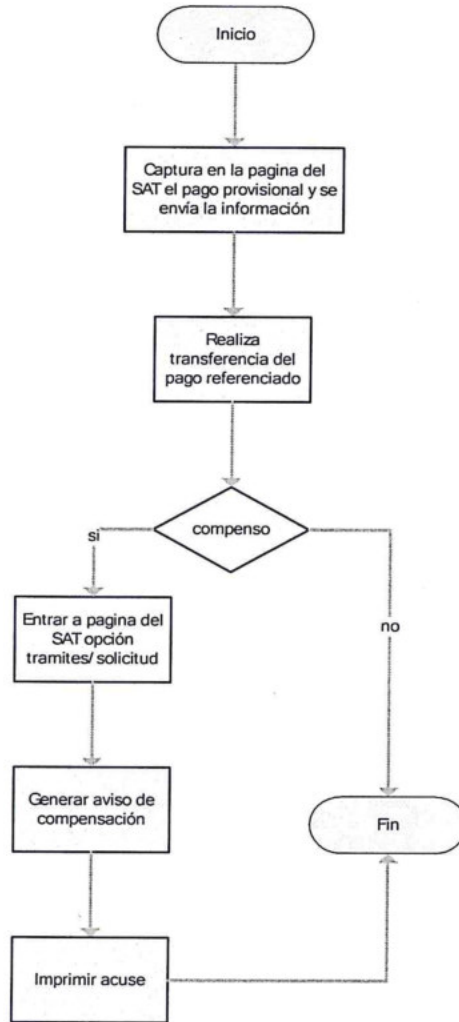 Inicio
Captura en la pagina del
SAT el pago provisional y se
envía la información
Realiza
transferencia del
pago referenciado
compenso
si
no
Entrar a pagina del
SAT opción
tramites/ solicitud
Generar aviso de
compensación
Fin
Imprimir acuse